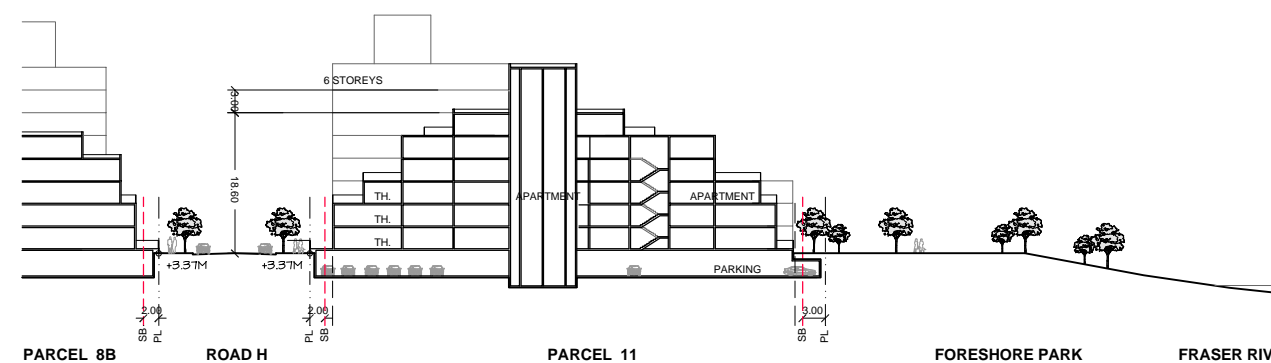 6 STOREYS
3.00
18.60
TH.
APARTMENT
APARTMENT
TH.
TH.
+3.37M
+3.37M
PARKING
2.00
2.00
3.00
SB
PL
PL
SB
SB
PL
PARCEL 8B
ROAD H
PARCEL 11
FORESHORE PARK
FRASER RIV